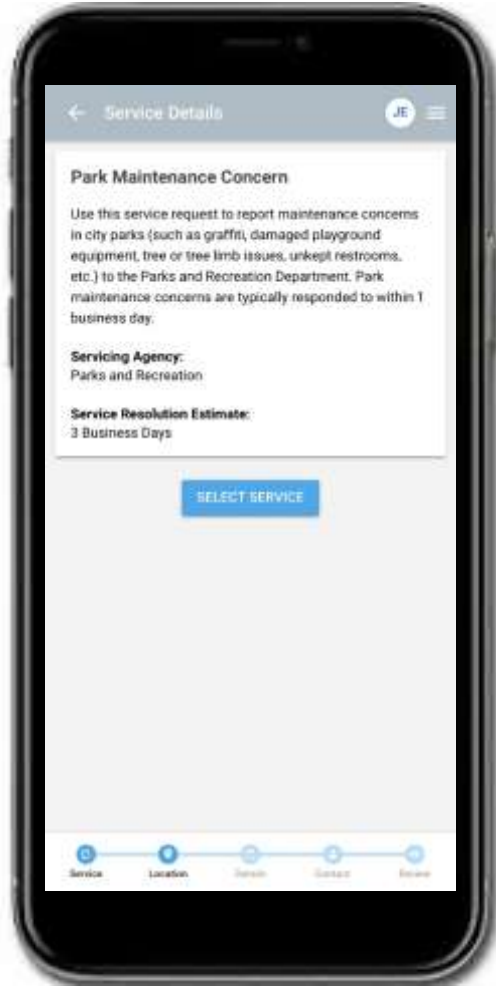 Service Details
JE
Park Maintenance Concern
Use this service request to report maintenance concerns
in city parks (such as graffiti, damaged playground
equipment, tree or tree limb issues, unkept restrooms,
etc.) to the Parks and Recreation Department. Park
maintenance concerns are typically responded to within 1
business day.
Servicing Agency:
Parks and Recreation
Service Resolution Estimate:
3 Business Days
SELECT SERVICE
Service Location Details Contact Review